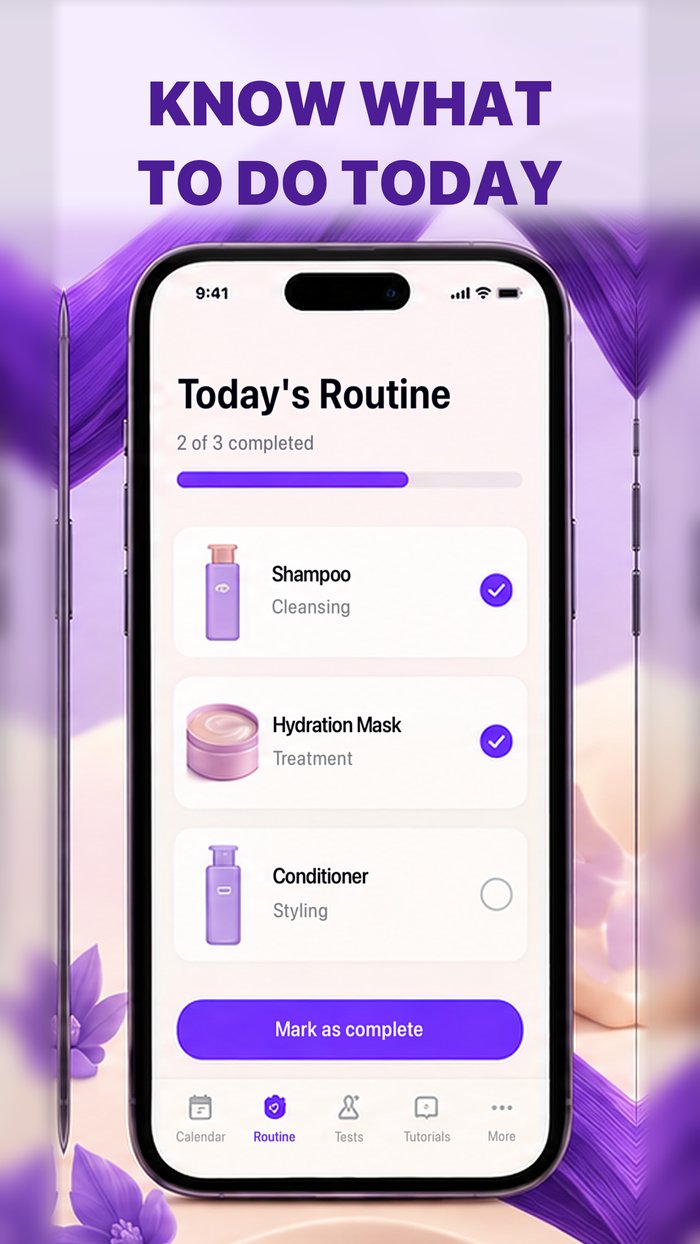 KNOW WHAT
TO DO TODAY
9:41
Today's Routine
2 of 3 completed
Shampoo
Cleansing
Hydration Mask
Treatment
Conditioner
Styling
Mark as complete
Calendar
Routine
Tests
Tutorials
More